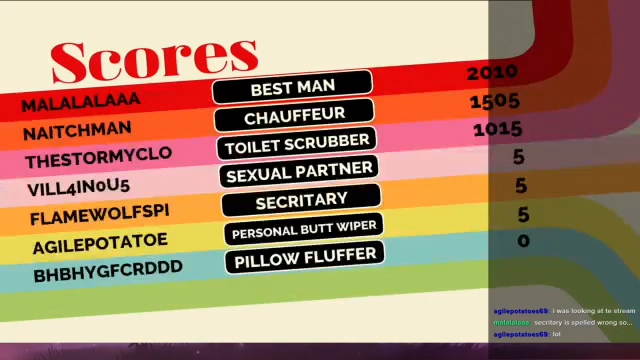 Scores
MALALALAAA BEST MAN 2010
NAITCHMAN CHAUFFEUR 1505
THESTORMYCLO TOILET SCRUBBER 1015
VILL4IN0U5 SEXUAL PARTNER 5
FLAMEWOLFSPI SECRITARY 5
AGILEPOTATOE PERSONAL BUTT WIPER 5
BHBHYGFCRDDD PILLOW FLUFFER 0
agilepotatoes69: i was looking at te stream
malalalaaa: secritary is spelled wrong so...
agilepotatoes69: lol